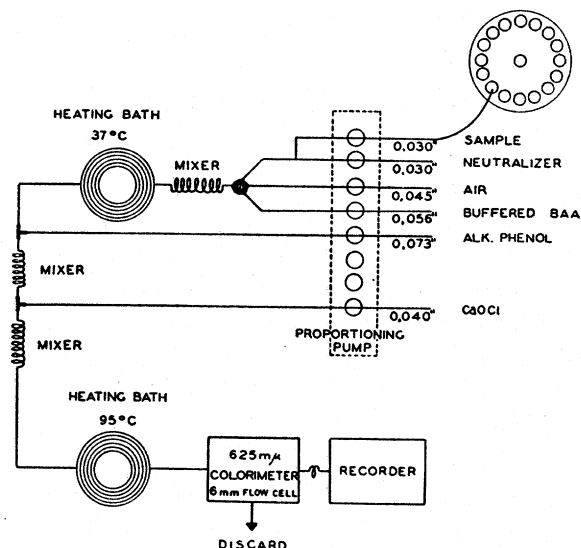 HEATING BATH
37°C
MIXER
0.030" SAMPLE
0.030" NEUTRALIZER
0.045" AIR
0.056" BUFFERED BAA
0.073" ALK. PHENOL
MIXER
0.040" CaOCl
PROPORTIONING
PUMP
MIXER
HEATING BATH
95°C
625mμ
COLORIMETER
6mm FLOW CELL
RECORDER
DISCARD